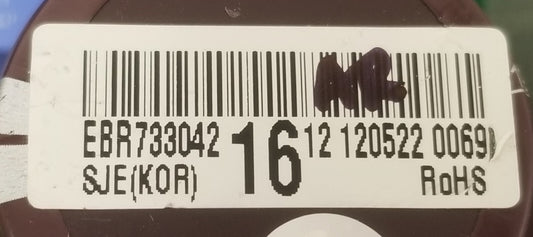 EBR733042 16 12 120522 0069
SJE(KOR) RoHS